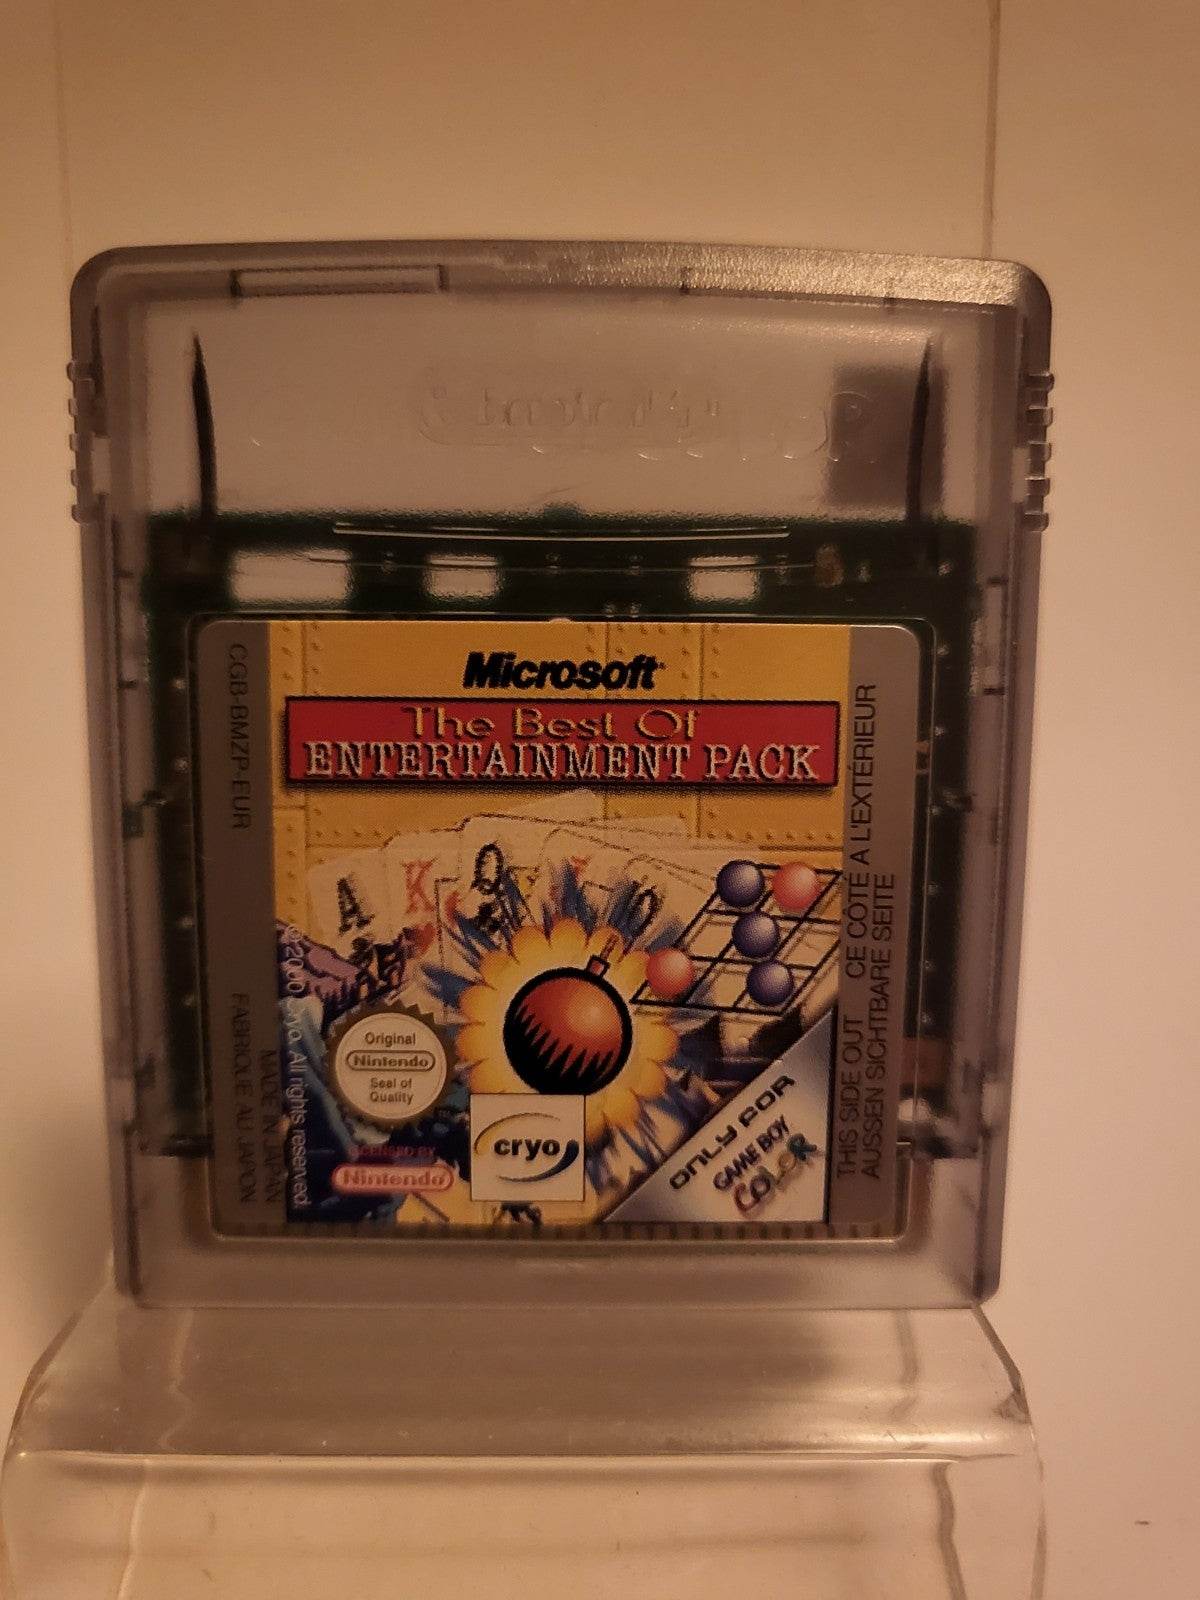 Microsoft
The Best Of
ENTERTAINMENT PACK
CGB-BMZP-EUR
A
K
Q
©2000 Cryo. All rights reserved.
Original
Nintendo
Seal of
Quality
TM
LICENSED BY
Nintendo
cryo
ONLY FOR
GAME BOY
COLOR
MADE IN JAPAN
FABRIQUE AU JAPON
THIS SIDE OUT CE CÔTÉ A L'EXTÉRIEUR
AUSSEN SICHTBARE SEITE